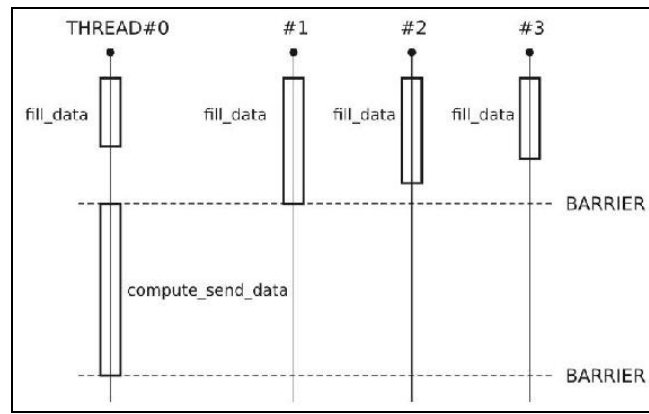 THREAD#0 #1 #2 #3
fill_data fill_data fill_data fill_data
BARRIER
compute_send_data
BARRIER